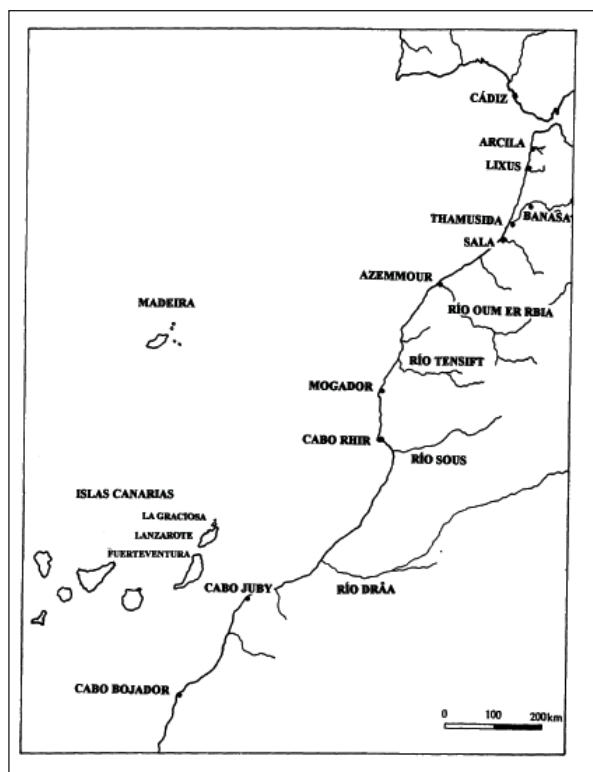 CÁDIZ
ARCILA
LIXUS
THAMUSIDA
BANASA
SALA
AZEMMOUR
MADEIRA
RÍO OUM ER RBIA
RÍO TENSIFT
MOGADOR
CABO RHIR
RÍO SOUS
ISLAS CANARIAS
LA GRACIOSA
LANZAROTE
FUERTEVENTURA
CABO JUBY
RÍO DRÂA
CABO BOJADOR
0 100 200km